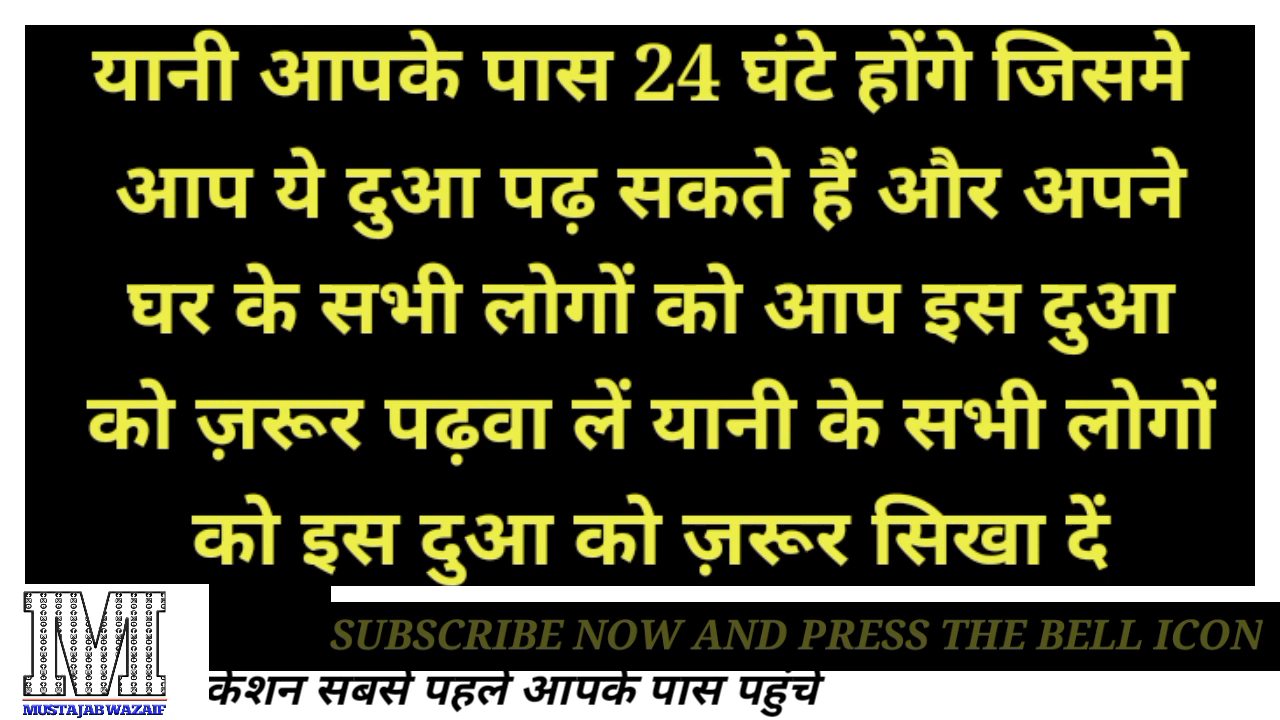 यानी आपके पास 24 घंटे होंगे जिसमे
आप ये दुआ पढ़ सकते हैं और अपने
घर के सभी लोगों को आप इस दुआ
को ज़रूर पढ़वा लें यानी के सभी लोगों
को इस दुआ को ज़रूर सिखा दें
SUBSCRIBE NOW AND PRESS THE BELL ICON
केशन सबसे पहले आपके पास पहुंचे
MUSTAJAB WAZAIF